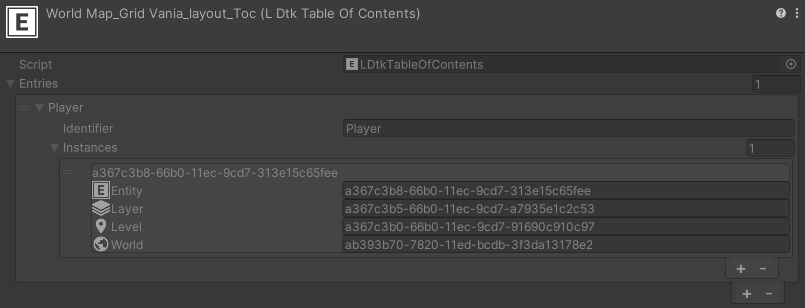 E World Map_Grid Vania_layout_Toc (L Dtk Table Of Contents)
Script E LDtkTableOfContents
Entries 1
Player
Identifier Player
Instances 1
a367c3b8-66b0-11ec-9cd7-313e15c65fee
E Entity a367c3b8-66b0-11ec-9cd7-313e15c65fee
Layer a367c3b5-66b0-11ec-9cd7-a7935e1c2c53
Level a367c3b0-66b0-11ec-9cd7-91690c910c97
World ab393b70-7820-11ed-bcdb-3f3da13178e2
+ -
+ -